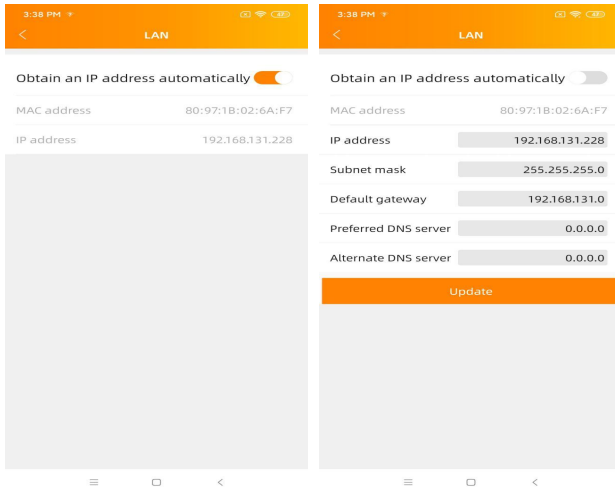 3:38 PM
LAN
Obtain an IP address automatically
MAC address 80:97:1B:02:6A:F7
IP address 192.168.131.228
3:38 PM
LAN
Obtain an IP address automatically
MAC address 80:97:1B:02:6A:F7
IP address 192.168.131.228
Subnet mask 255.255.255.0
Default gateway 192.168.131.0
Preferred DNS server 0.0.0.0
Alternate DNS server 0.0.0.0
Update